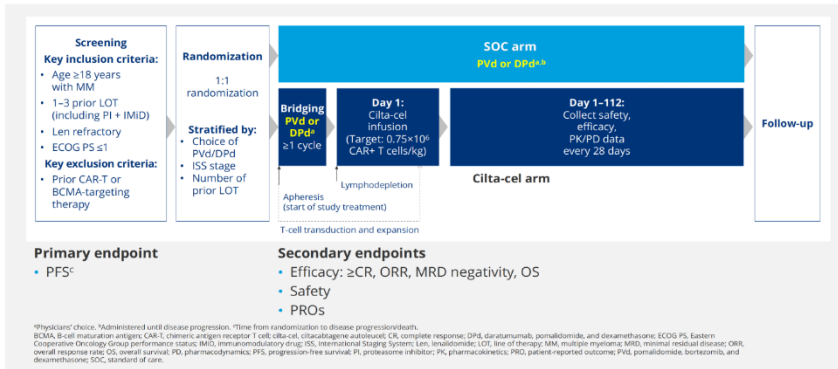 Screening
Key inclusion criteria:
• Age ≥18 years
with MM
• 1–3 prior LOT
(including PI + IMiD)
• Len refractory
• ECOG PS ≤1
Key exclusion criteria:
• Prior CAR-T or
BCMA-targeting
therapy
Randomization
1:1
randomization
Stratified by:
• Choice of
PVd/DPd
• ISS stage
• Number of
prior LOT
SOC arm
PVd or DPdᵃ,ᵇ
Bridging
PVd or
DPdᵃ
≥1 cycle
Day 1:
Cilta-cel
infusion
(Target: 0.75×10⁶
CAR+ T cells/kg)
Day 1–112:
Collect safety,
efficacy,
PK/PD data
every 28 days
Lymphodepletion
Apheresis
(start of study treatment)
T-cell transduction and expansion
Cilta-cel arm
Follow-up
Primary endpoint
• PFSᶜ
Secondary endpoints
• Efficacy: ≥CR, ORR, MRD negativity, OS
• Safety
• PROs
ᵃPhysicians’ choice. ᵇAdministered until disease progression. ᶜTime from randomization to disease progression/death.
BCMA, B-cell maturation antigen; CAR-T, chimeric antigen receptor T cell; cilta-cel, ciltacabtagene autoleucel; CR, complete response; DPd, daratumumab, pomalidomide, and dexamethasone; ECOG PS, Eastern
Cooperative Oncology Group performance status; IMiD, immunomodulatory drug; ISS, International Staging System; Len, lenalidomide; LOT, line of therapy; MM, multiple myeloma; MRD, minimal residual disease; ORR,
overall response rate; OS, overall survival; PD, pharmacodynamics; PFS, progression-free survival; PI, proteasome inhibitor; PK, pharmacokinetics; PRO, patient-reported outcome; PVd, pomalidomide, bortezomib, and
dexamethasone; SOC, standard of care.